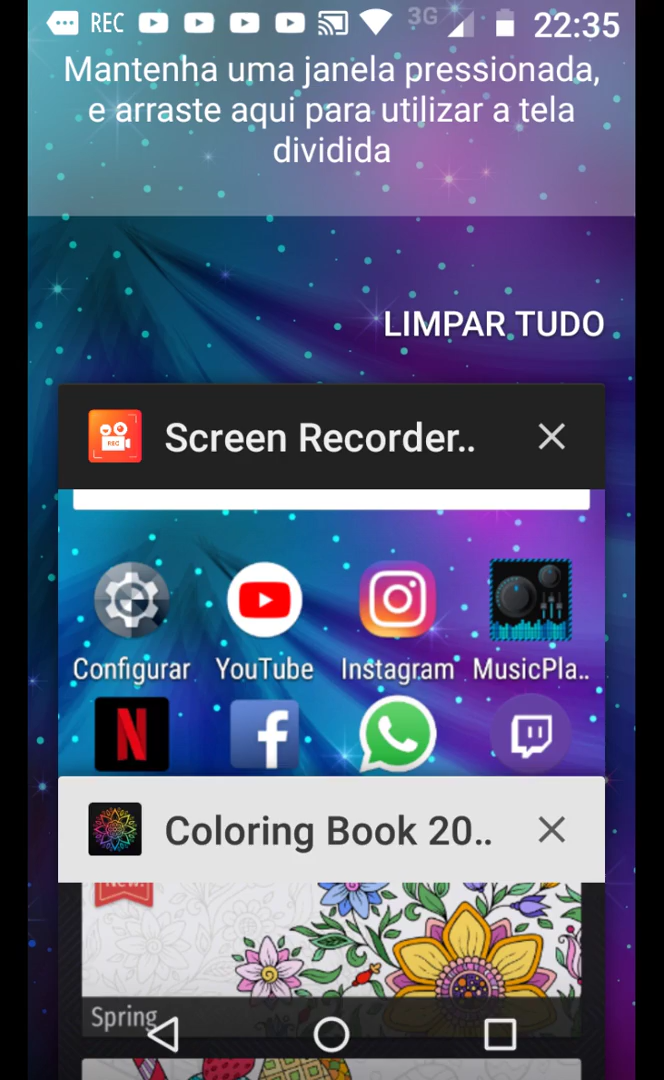 REC 3G 22:35
Mantenha uma janela pressionada,
e arraste aqui para utilizar a tela
dividida
LIMPAR TUDO
REC Screen Recorder..
Configurar YouTube Instagram MusicPla..
Coloring Book 20..
New!
Spring